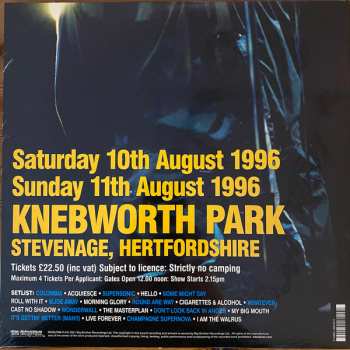 Saturday 10th August 1996
Sunday 11th August 1996
KNEBWORTH PARK
STEVENAGE, HERTFORDSHIRE
Tickets £22.50 (inc vat) Subject to licence: Strictly no camping
Maximum 4 Tickets Per Applicant: Gates Open 12.00 noon: Show Starts 2.15pm
SETLIST: COLUMBIA • ACQUIESCE • SUPERSONIC • HELLO • SOME MIGHT SAY
ROLL WITH IT • SLIDE AWAY • MORNING GLORY • ROUND ARE WAY • CIGARETTES & ALCOHOL • WHATEVER
CAST NO SHADOW • WONDERWALL • THE MASTERPLAN • DON'T LOOK BACK IN ANGER • MY BIG MOUTH
IT'S GETTIN' BETTER (MAN!!) • LIVE FOREVER • CHAMPAGNE SUPERNOVA • I AM THE WALRUS